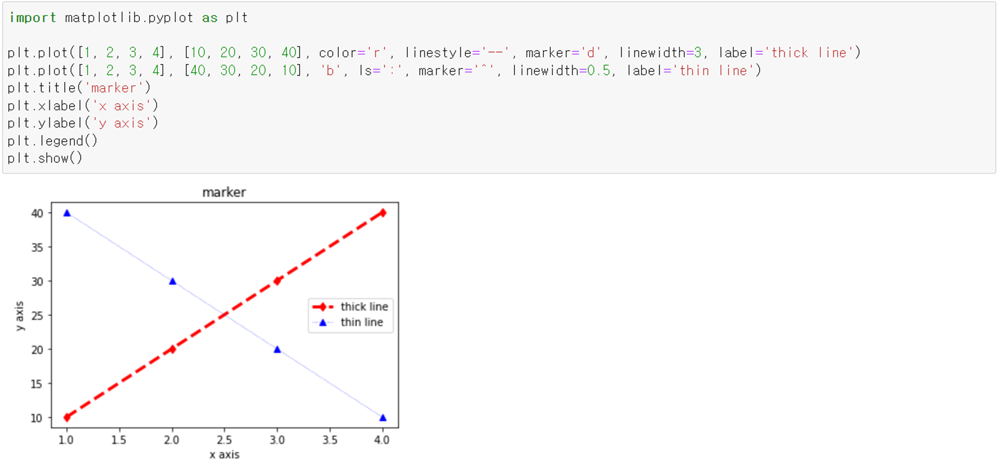 import matplotlib.pyplot as plt
plt.plot([1, 2, 3, 4], [10, 20, 30, 40], color='r', linestyle='--', marker='d', linewidth=3, label='thick line')
plt.plot([1, 2, 3, 4], [40, 30, 20, 10], 'b', ls=':', marker='^', linewidth=0.5, label='thin line')
plt.title('marker')
plt.xlabel('x axis')
plt.ylabel('y axis')
plt.legend()
plt.show()
marker
40
35
30
25
20
15
10
y axis
thick line
thin line
1.0 1.5 2.0 2.5 3.0 3.5 4.0
x axis